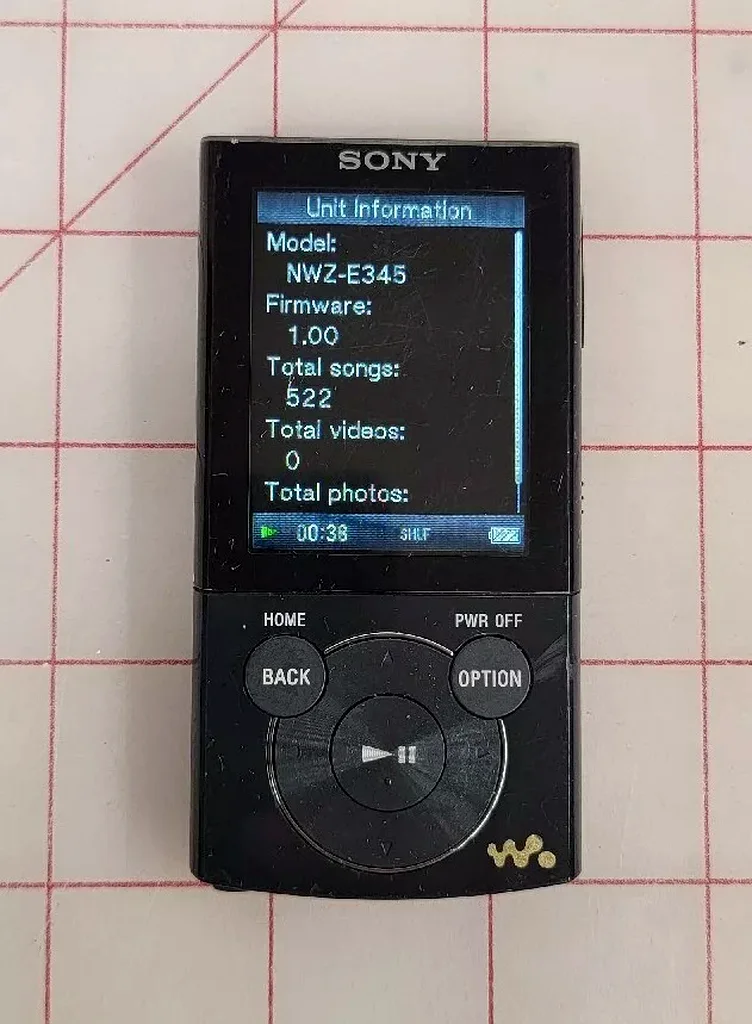 SONY
Unit Information
Model:
NWZ-E345
Firmware:
1.00
Total songs:
522
Total videos:
0
Total photos:
00:38 SHUF
HOME PWR OFF
BACK OPTION